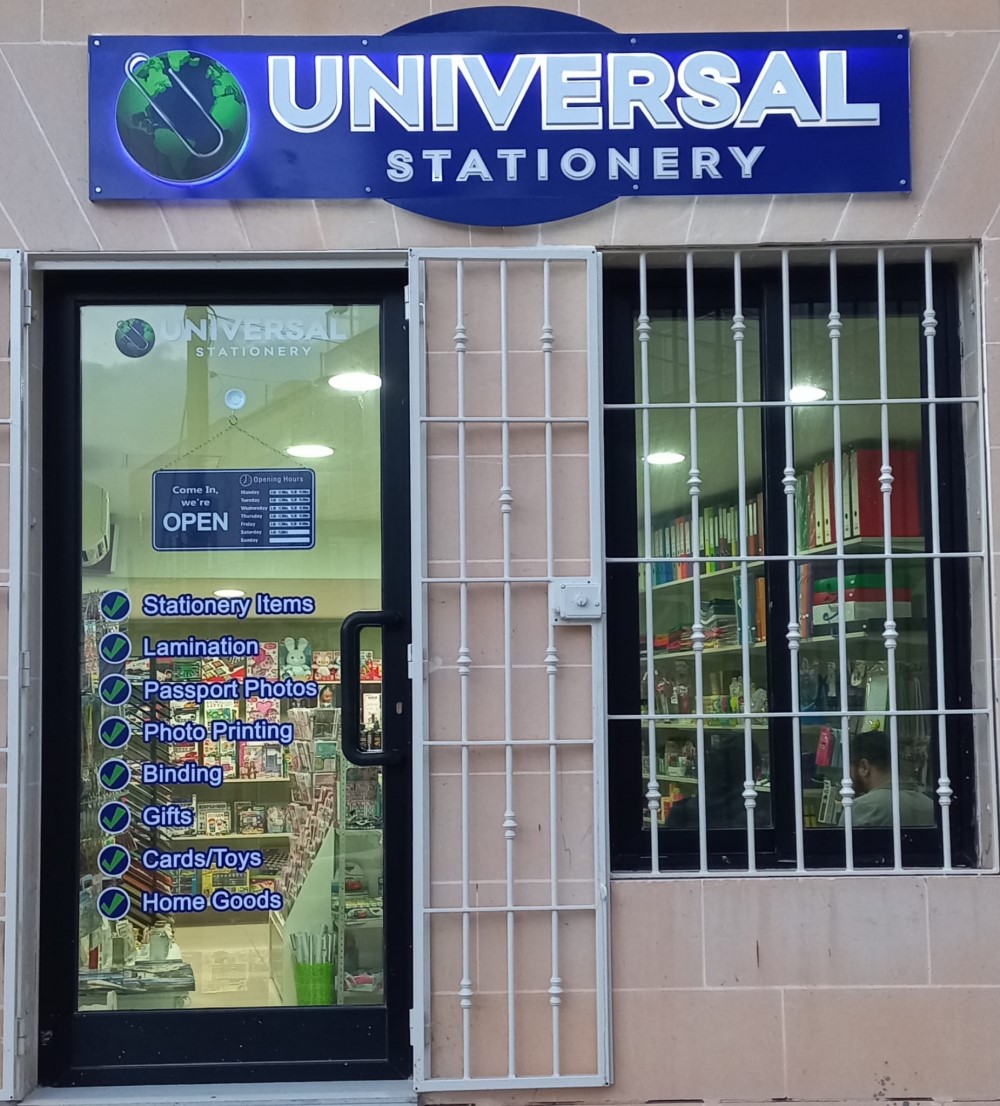 UNIVERSAL
STATIONERY
UNIVERSAL
STATIONERY
Come In,
we're
OPEN
Opening Hours
Monday
Tuesday
Wednesday
Thursday
Friday
Saturday
Sunday
Stationery Items
Lamination
Passport Photos
Photo Printing
Binding
Gifts
Cards/Toys
Home Goods